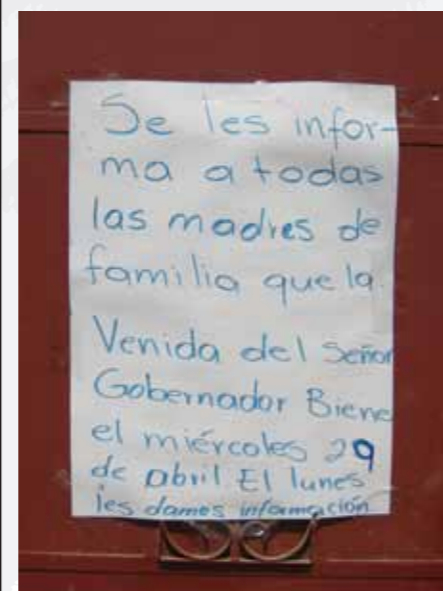 Se les infor-
ma a todas
las madres de
familia que la
Venida del Señor
Gobernador Biene
el miércoles 29
de abril El lunes
les damos información